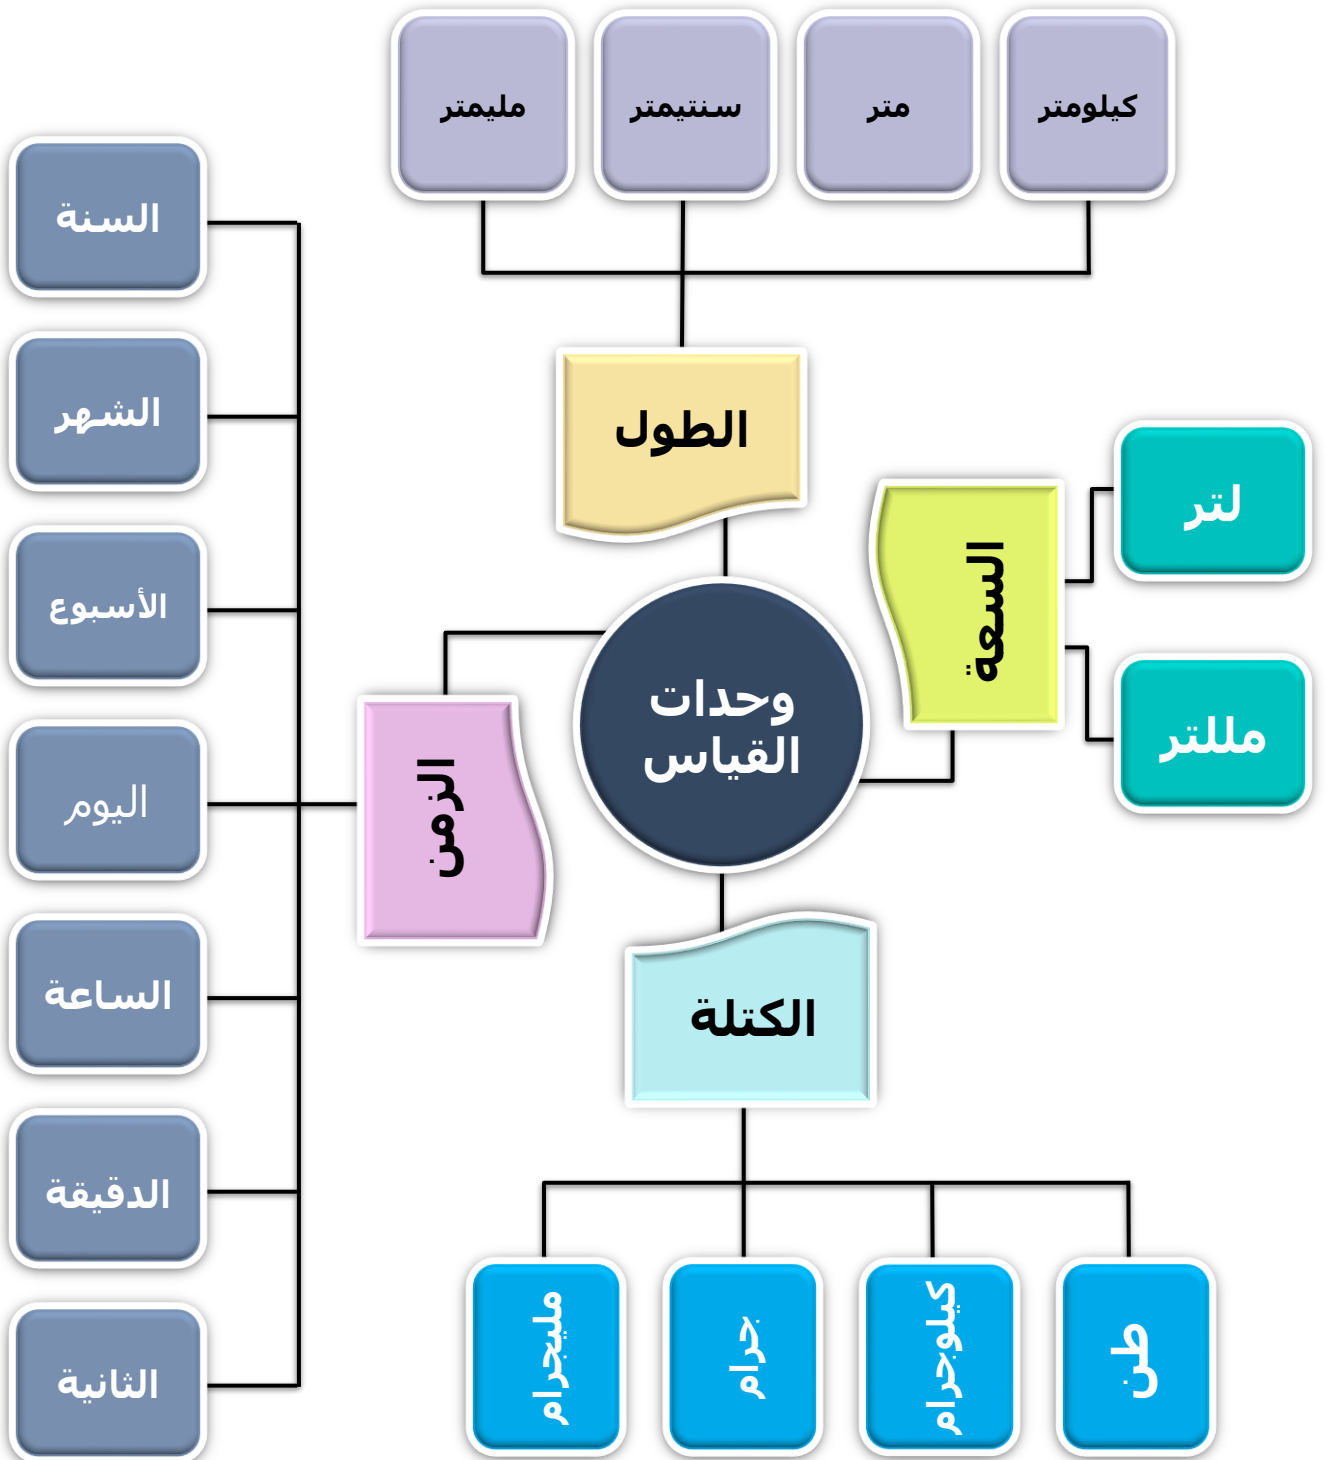 كيلومتر
متر
سنتيمتر
مليمتر
الطول
السعة
لتر
مللتر
وحدات
القياس
الزمن
السنة
الشهر
الأسبوع
اليوم
الساعة
الدقيقة
الثانية
الكتلة
طن
كيلوجرام
جرام
مليجرام